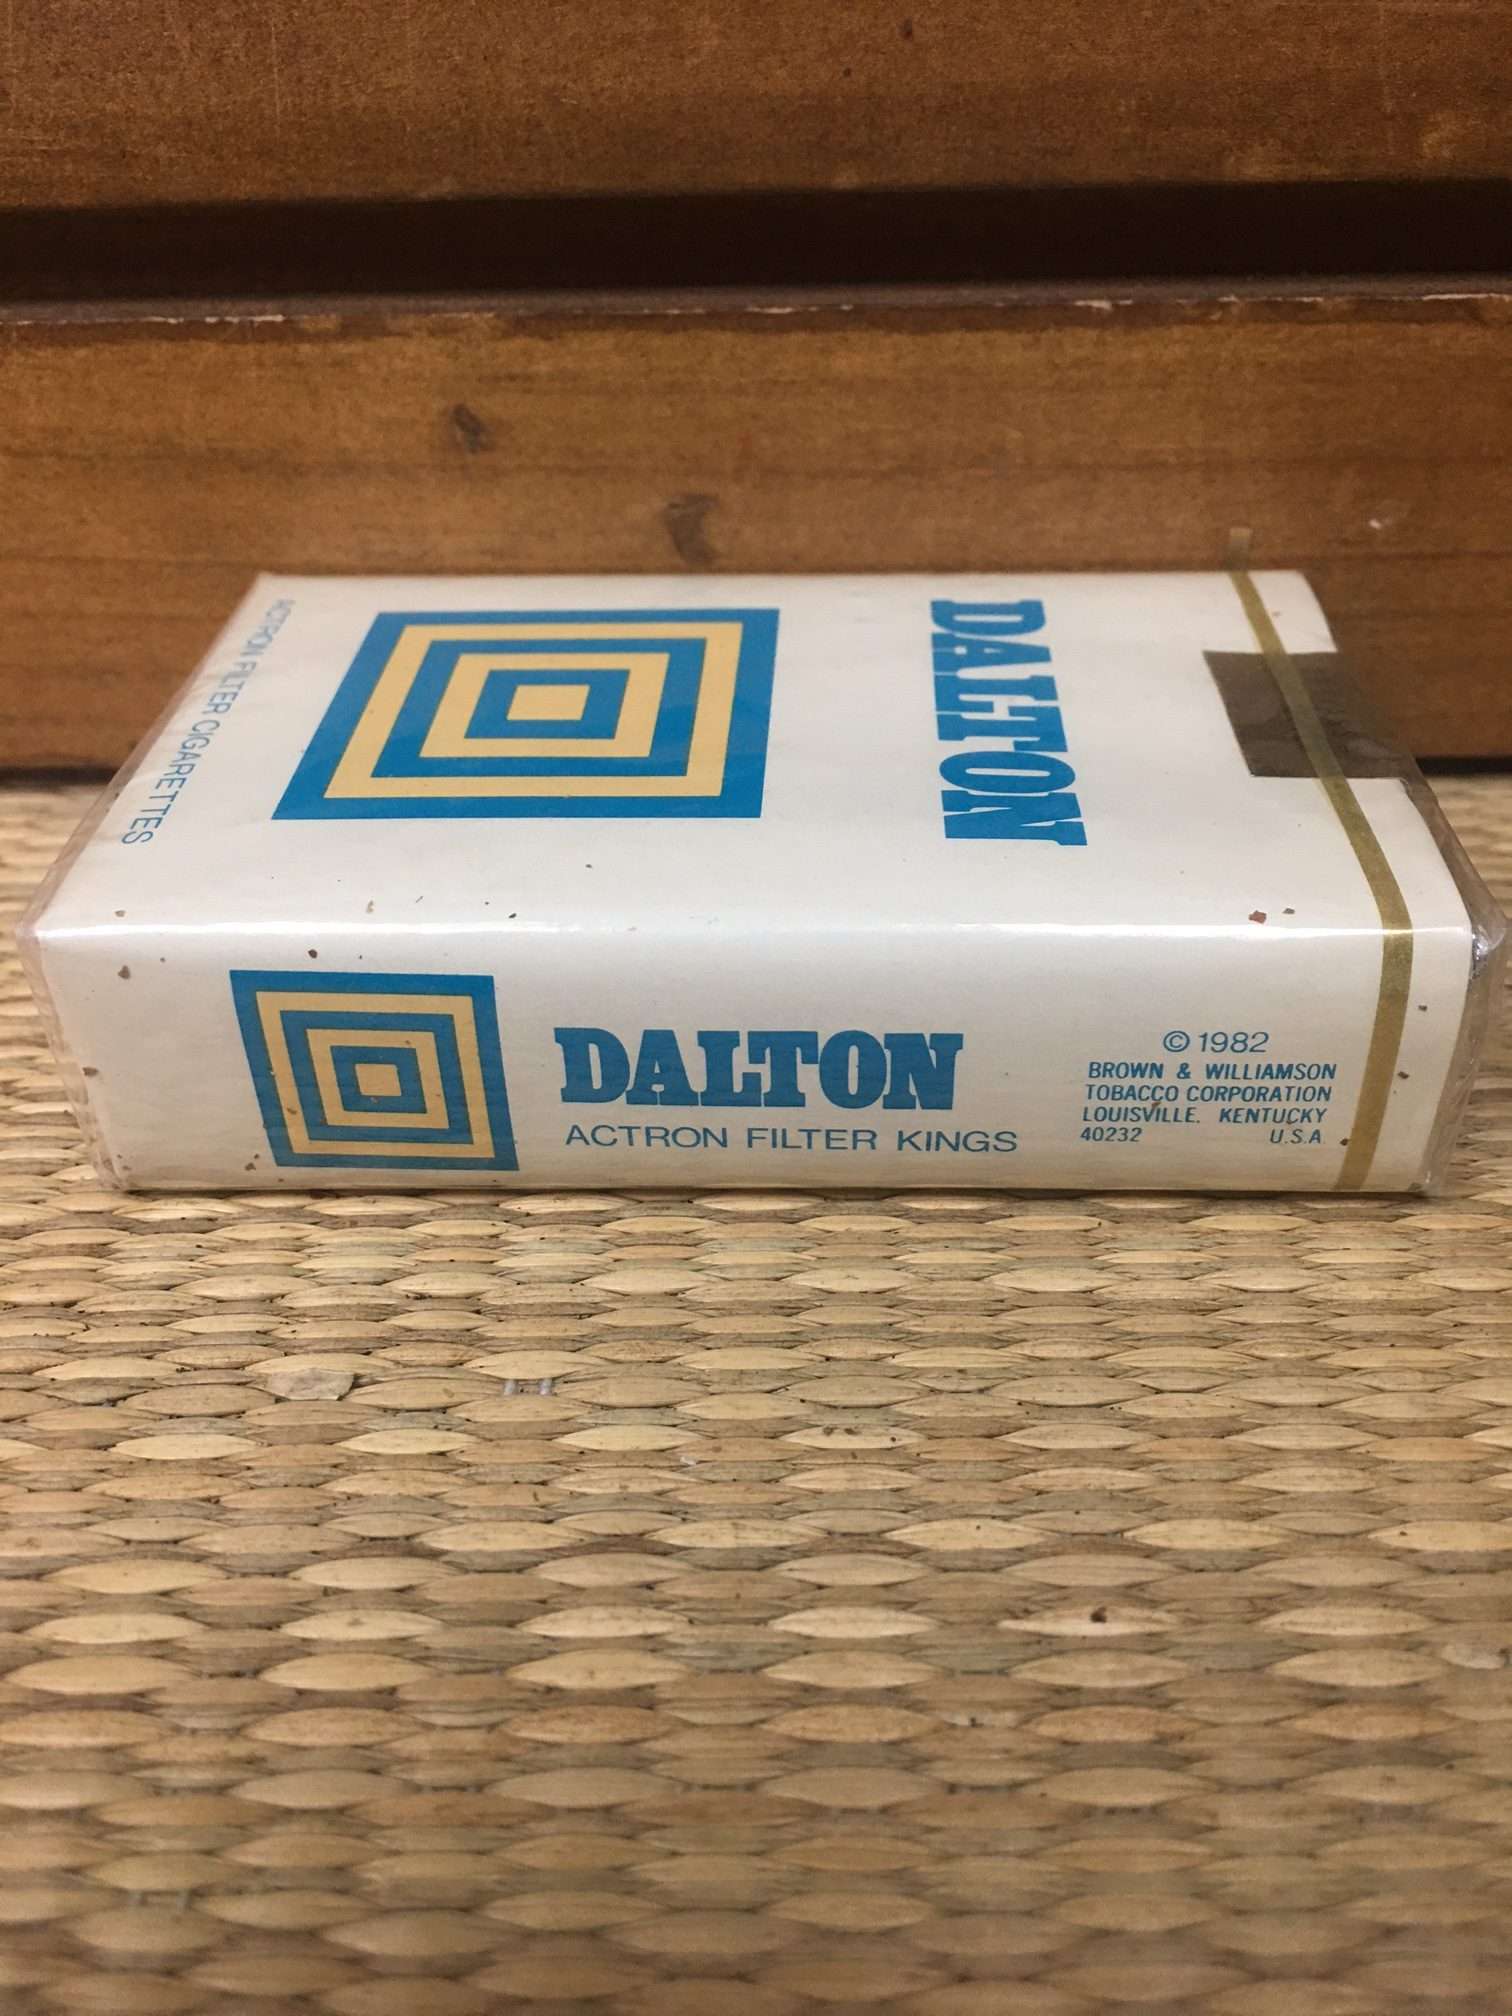 DALTON
ACTRON FILTER CIGARETTES
DALTON
ACTRON FILTER KINGS
© 1982
BROWN & WILLIAMSON
TOBACCO CORPORATION
LOUISVILLE, KENTUCKY
40232 U.S.A.